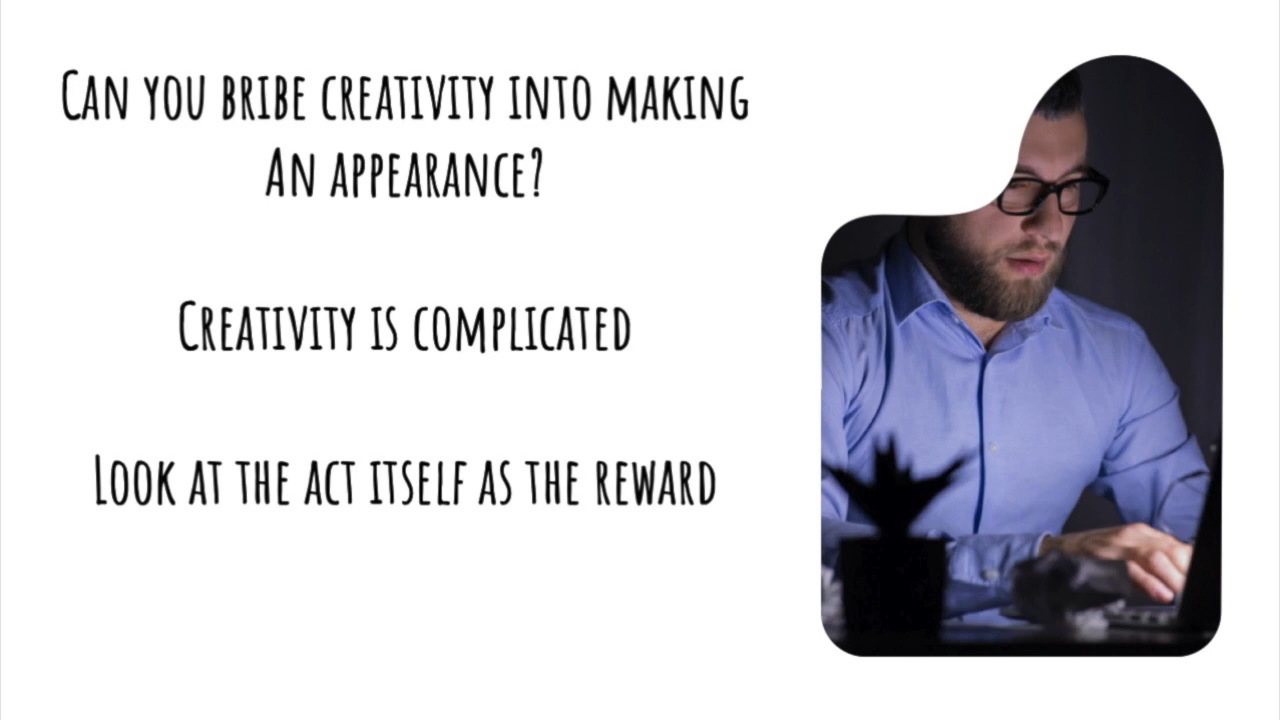 Can you bribe creativity into making
An appearance?
Creativity is complicated
Look at the act itself as the reward